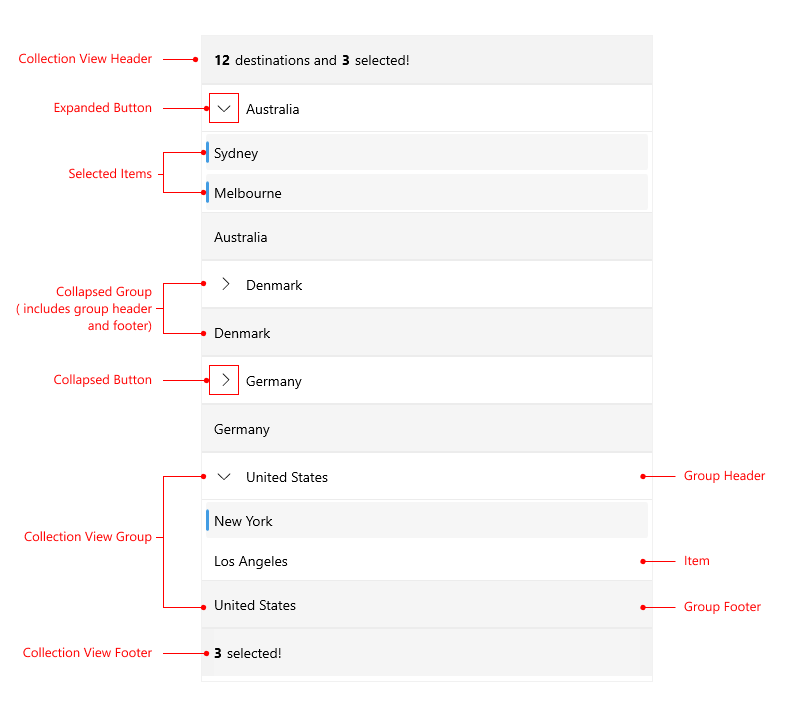 Collection View Header
12 destinations and 3 selected!
Expanded Button
Australia
Selected Items
Sydney
Melbourne
Australia
Collapsed Group
( includes group header
and footer)
Denmark
Denmark
Collapsed Button
Germany
Germany
United States
Group Header
Collection View Group
New York
Los Angeles
Item
United States
Group Footer
Collection View Footer
3 selected!